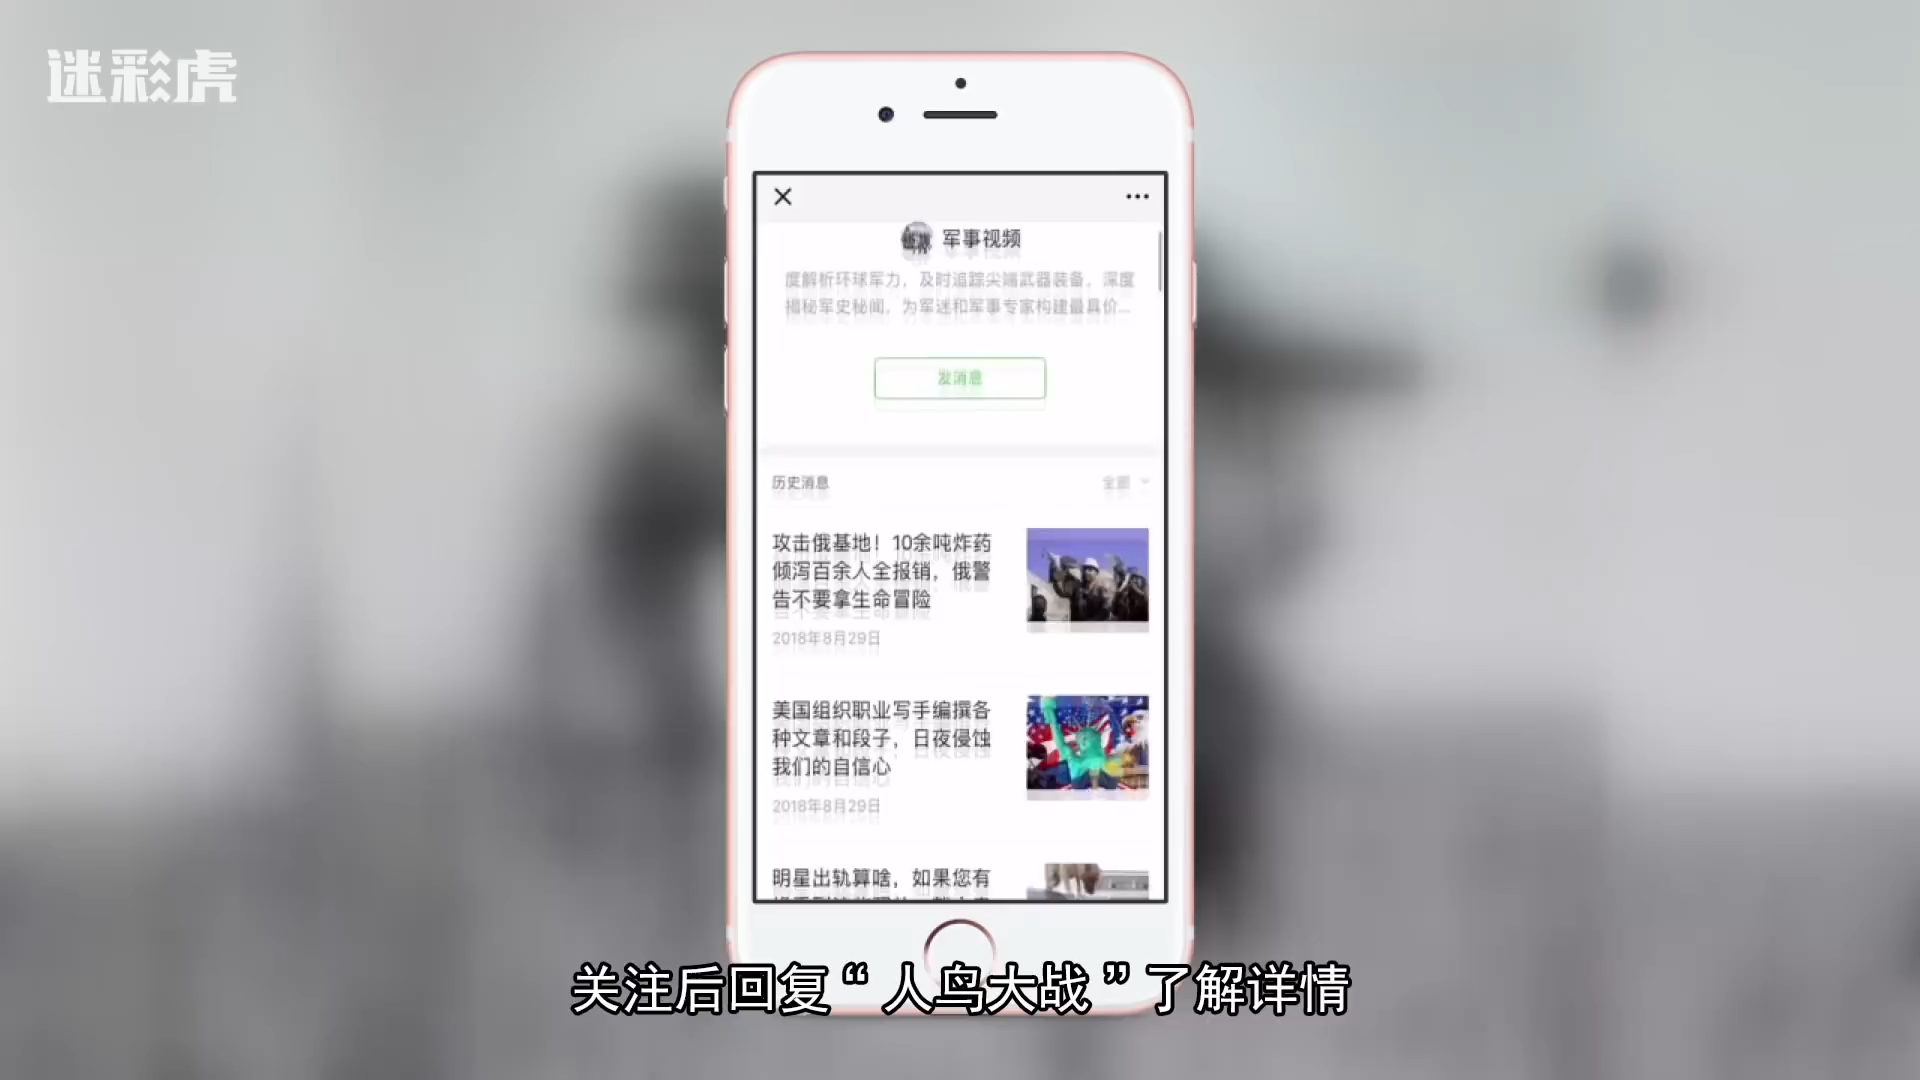 迷彩虎
军事视频
度解析环球军力，及时追踪尖端武器装备，深度
揭秘军史秘闻，为军迷和军事专家构建最具价...
发消息
历史消息
全部
攻击俄基地！10余吨炸药
倾泻百余人全报销，俄警
告不要拿生命冒险
2018年8月29日
美国组织职业写手编撰各
种文章和段子，日夜侵蚀
我们的自信心
2018年8月29日
明星出轨算啥，如果您有
关注后回复“人鸟大战”了解详情